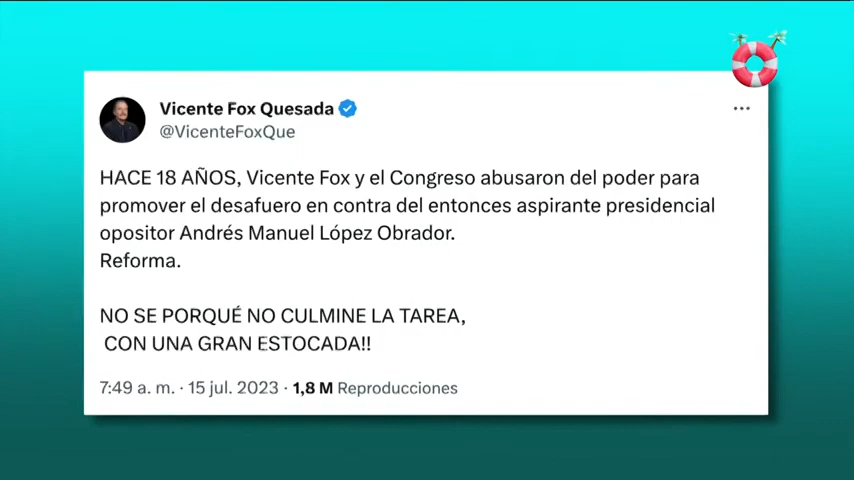 Vicente Fox Quesada
@VicenteFoxQue
HACE 18 AÑOS, Vicente Fox y el Congreso abusaron del poder para
promover el desafuero en contra del entonces aspirante presidencial
opositor Andrés Manuel López Obrador.
Reforma.
NO SE PORQUÉ NO CULMINE LA TAREA,
CON UNA GRAN ESTOCADA!!
7:49 a. m. · 15 jul. 2023 · 1,8 M Reproducciones